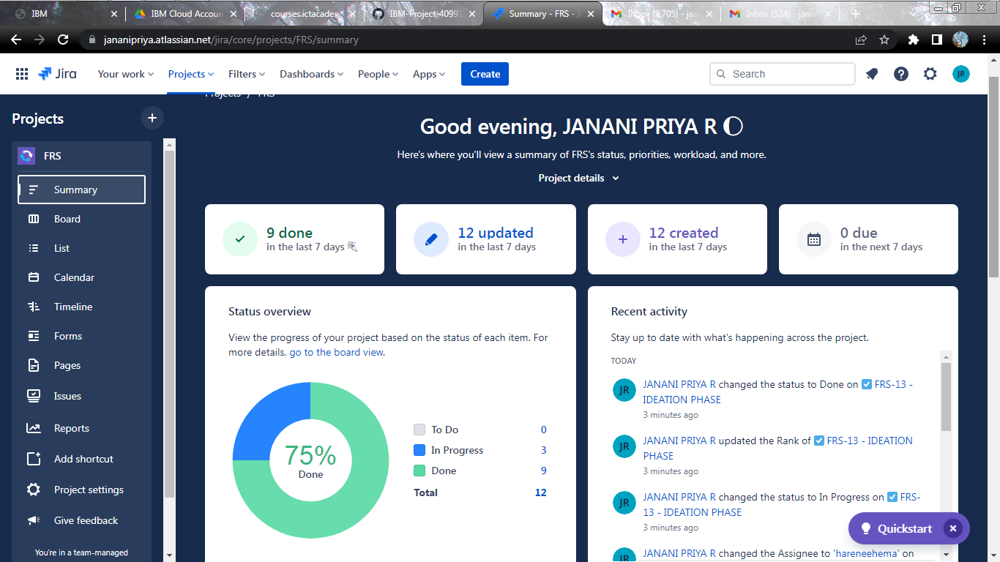 IBM
IBM Cloud Accoun
courses.ictacadem
IBM-Project-4099
Summary - FRS - J
Inbox (2,705) - jaa
Inbox (524) - jana
jananipriya.atlassian.net/jira/core/projects/FRS/summary
Jira
Your work
Projects
Filters
Dashboards
People
Apps
Create
Search
JR
Projects / FRS
Projects
FRS
Summary
Board
List
Calendar
Timeline
Forms
Pages
Issues
Reports
Add shortcut
Project settings
Give feedback
You're in a team-managed
Good evening, JANANI PRIYA R
Here's where you'll view a summary of FRS's status, priorities, workload, and more.
Project details
9 done
in the last 7 days
12 updated
in the last 7 days
12 created
in the last 7 days
0 due
in the next 7 days
Status overview
View the progress of your project based on the status of each item. For
more details, go to the board view.
75%
Done
To Do 0
In Progress 3
Done 9
Total 12
Recent activity
Stay up to date with what's happening across the project.
TODAY
JR
JANANI PRIYA R changed the status to Done on FRS-13 -
IDEATION PHASE
3 minutes ago
JR
JANANI PRIYA R updated the Rank of FRS-13 - IDEATION
PHASE
3 minutes ago
JR
JANANI PRIYA R changed the status to In Progress on FRS-
13 - IDEATION PHASE
3 minutes ago
JR
JANANI PRIYA R changed the Assignee to 'hareneehema' on
Quickstart